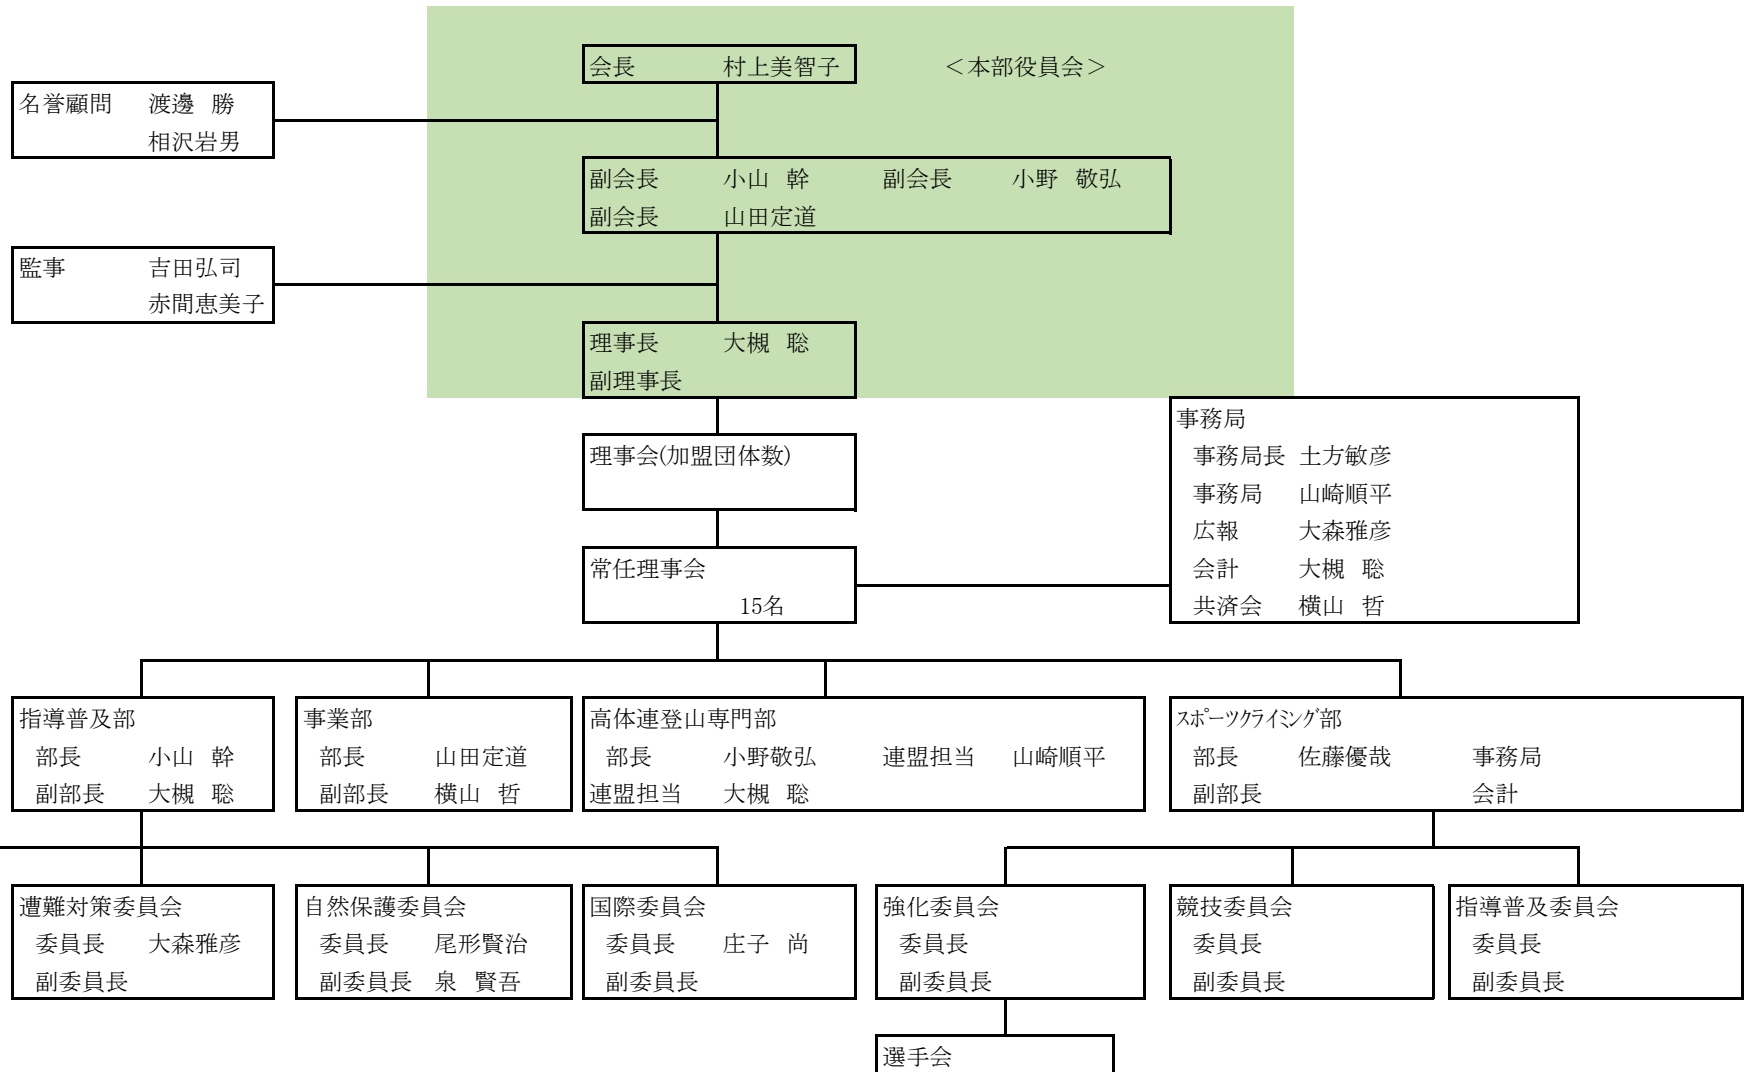 会長 村上美智子 ＜本部役員会＞
名誉顧問 渡邊 勝
相沢岩男
副会長 小山 幹 副会長 小野 敬弘
副会長 山田定道
監事 吉田弘司
赤間恵美子
理事長 大槻 聡
副理事長
事務局
事務局長 土方敏彦
事務局 山崎順平
広報 大森雅彦
会計 大槻 聡
共済会 横山 哲
理事会(加盟団体数)
常任理事会
15名
指導普及部
部長 小山 幹
副部長 大槻 聡
事業部
部長 山田定道
副部長 横山 哲
高体連登山専門部
部長 小野敬弘 連盟担当 山崎順平
連盟担当 大槻 聡
ｽﾎﾟｰﾂｸﾗｲﾐﾝｸﾞ部
部長 佐藤優哉 事務局
副部長 会計
遭難対策委員会
委員長 大森雅彦
副委員長
自然保護委員会
委員長 尾形賢治
副委員長 泉 賢吾
国際委員会
委員長 庄子 尚
副委員長
強化委員会
委員長
副委員長
競技委員会
委員長
副委員長
指導普及委員会
委員長
副委員長
選手会